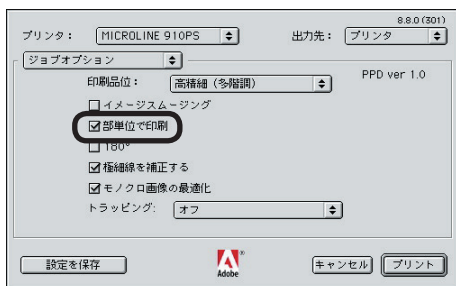 8.8.0 (301)
プリンタ： MICROLINE 910PS 出力先： プリンタ
ジョブオプション
PPD ver 1.0
印刷品位： 高精細（多階調）
イメージスムージング
部単位で印刷
180°
極細線を補正する
モノクロ画像の最適化
トラッピング: オフ
設定を保存 Adobe キャンセル プリント